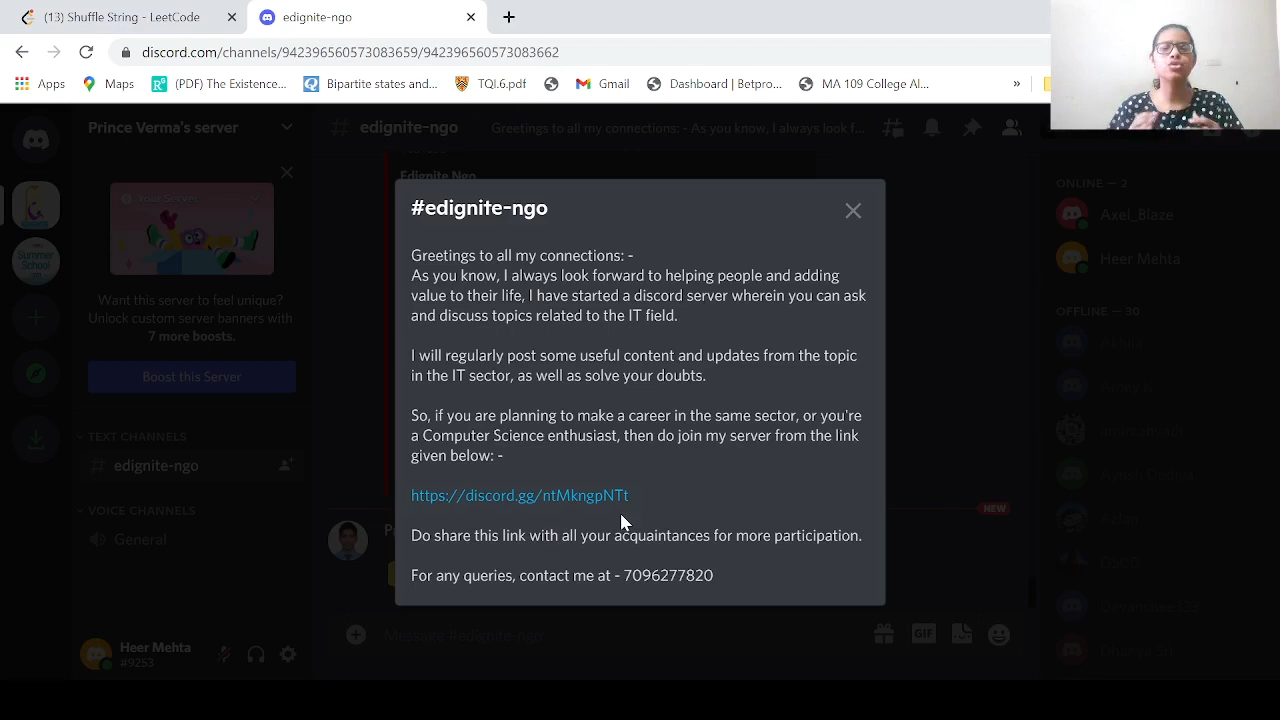 (13) Shuffle String - LeetCode
edignite-ngo
discord.com/channels/942396560573083659/942396560573083662
Apps
Maps
(PDF) The Existence...
Bipartite states and...
QI.6.pdf
Gmail
Dashboard | Betpro...
MA 109 College Al...
»
Prince Verma's server
edignite-ngo
Greetings to all my connections: - As you know, I always look f...
Your Server
Want this server to feel unique?
Unlock custom server banners with
7 more boosts.
Boost this Server
TEXT CHANNELS
edignite-ngo
VOICE CHANNELS
General
Heer Mehta
#9253
Edignite Ngo
#edignite-ngo
Greetings to all my connections: -
As you know, I always look forward to helping people and adding
value to their life, I have started a discord server wherein you can ask
and discuss topics related to the IT field.
I will regularly post some useful content and updates from the topic
in the IT sector, as well as solve your doubts.
So, if you are planning to make a career in the same sector, or you're
a Computer Science enthusiast, then do join my server from the link
given below: -
https://discord.gg/ntMkngpNTt
Do share this link with all your acquaintances for more participation.
For any queries, contact me at - 7096277820
NEW
Message #edignite-ngo
GIF
ONLINE — 2
Axel_Blaze
Heer Mehta
OFFLINE — 30